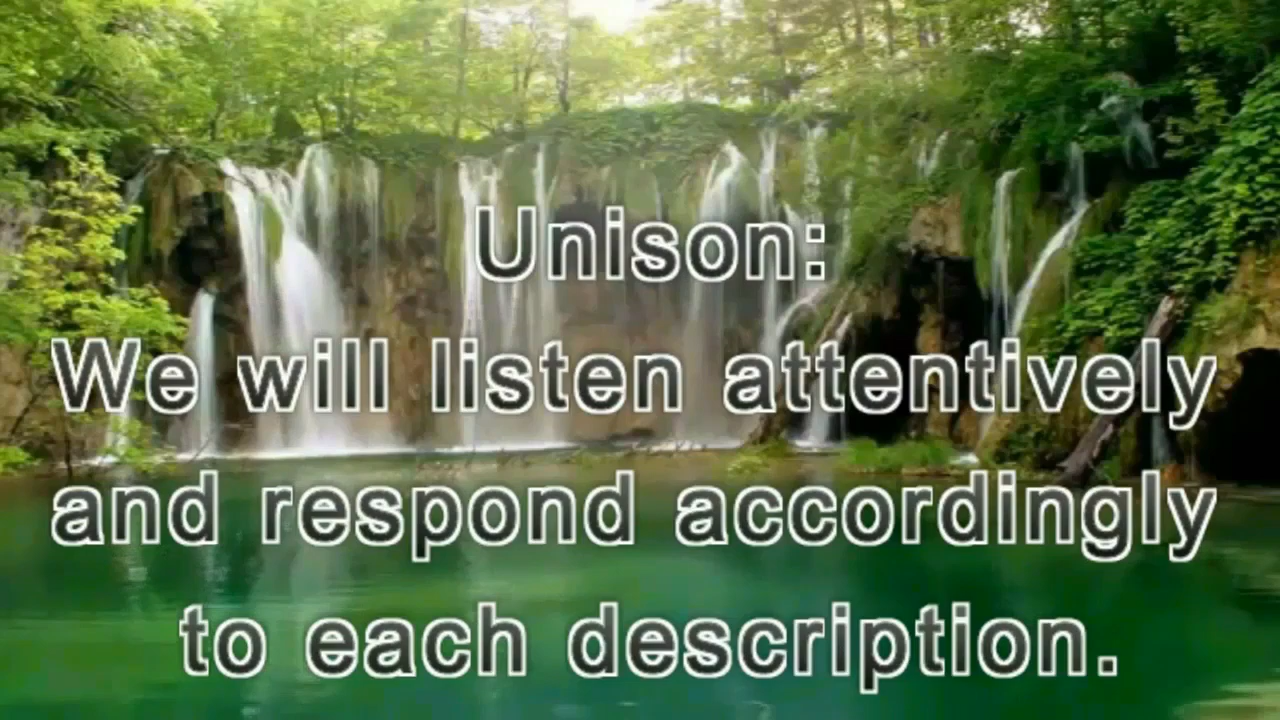 Unison:
We will listen attentively
and respond accordingly
to each description.